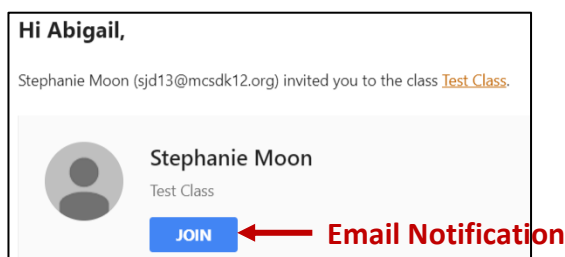 Hi Abigail,
Stephanie Moon (sjd13@mcsdk12.org) invited you to the class Test Class.
Stephanie Moon
Test Class
JOIN
Email Notification